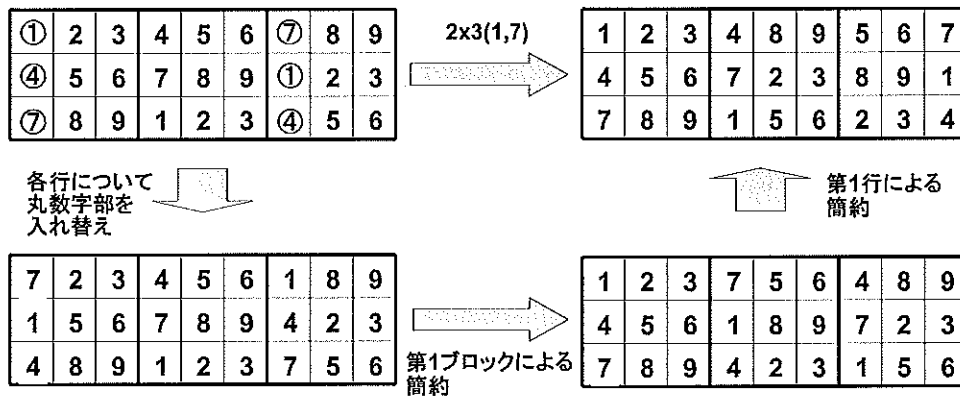 ① 2 3 4 5 6 ⑦ 8 9
④ 5 6 7 8 9 ① 2 3
⑦ 8 9 1 2 3 ④ 5 6
2x3(1,7)
1 2 3 4 8 9 5 6 7
4 5 6 7 2 3 8 9 1
7 8 9 1 5 6 2 3 4
各行について
丸数字部を
入れ替え
第1行による
簡約
7 2 3 4 5 6 1 8 9
1 5 6 7 8 9 4 2 3
4 8 9 1 2 3 7 5 6
第1ブロックによる
簡約
1 2 3 7 5 6 4 8 9
4 5 6 1 8 9 7 2 3
7 8 9 4 2 3 1 5 6